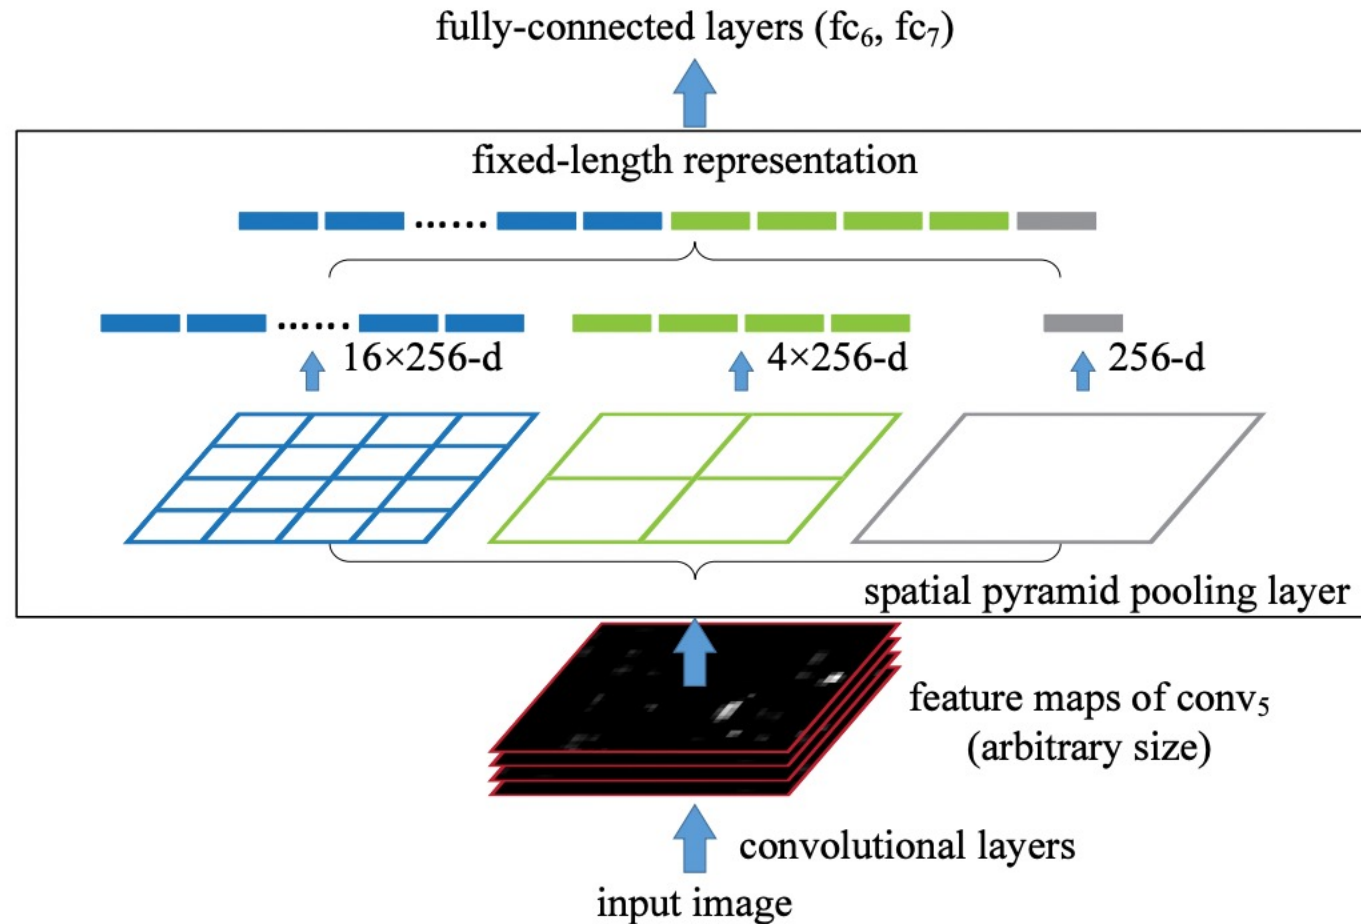 fully-connected layers (fc₆, fc₇)
fixed-length representation
......
......
16×256-d
4×256-d
256-d
spatial pyramid pooling layer
feature maps of conv₅
(arbitrary size)
convolutional layers
input image